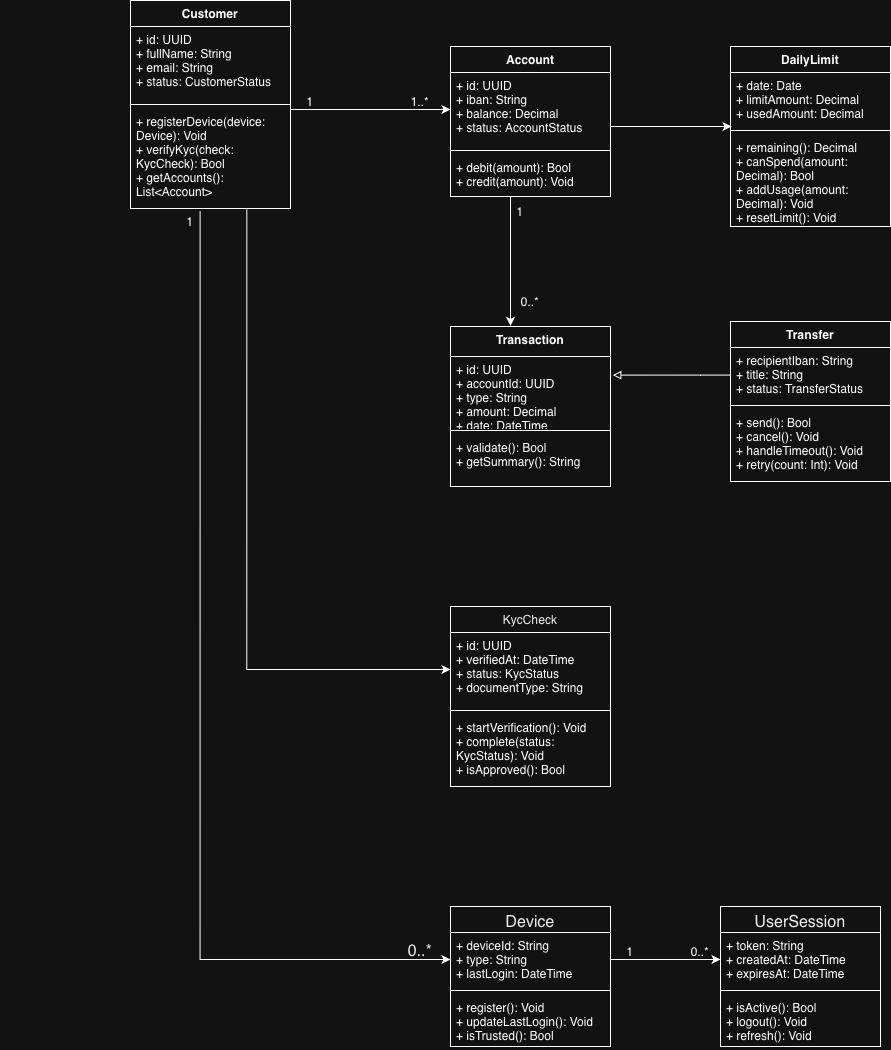 Customer
+ id: UUID
+ fullName: String
+ email: String
+ status: CustomerStatus
+ registerDevice(device:
Device): Void
+ verifyKyc(check:
KycCheck): Bool
+ getAccounts():
List<Account>
1
1..*
Account
+ id: UUID
+ iban: String
+ balance: Decimal
+ status: AccountStatus
+ debit(amount): Bool
+ credit(amount): Void
DailyLimit
+ date: Date
+ limitAmount: Decimal
+ usedAmount: Decimal
+ remaining(): Decimal
+ canSpend(amount:
Decimal): Bool
+ addUsage(amount:
Decimal): Void
+ resetLimit(): Void
1
1
0..*
Transaction
+ id: UUID
+ accountId: UUID
+ type: String
+ amount: Decimal
+ date: DateTime
+ validate(): Bool
+ getSummary(): String
Transfer
+ recipientIban: String
+ title: String
+ status: TransferStatus
+ send(): Bool
+ cancel(): Void
+ handleTimeout(): Void
+ retry(count: Int): Void
KycCheck
+ id: UUID
+ verifiedAt: DateTime
+ status: KycStatus
+ documentType: String
+ startVerification(): Void
+ complete(status:
KycStatus): Void
+ isApproved(): Bool
0..*
Device
+ deviceId: String
+ type: String
+ lastLogin: DateTime
+ register(): Void
+ updateLastLogin(): Void
+ isTrusted(): Bool
1
0..*
UserSession
+ token: String
+ createdAt: DateTime
+ expiresAt: DateTime
+ isActive(): Bool
+ logout(): Void
+ refresh(): Void